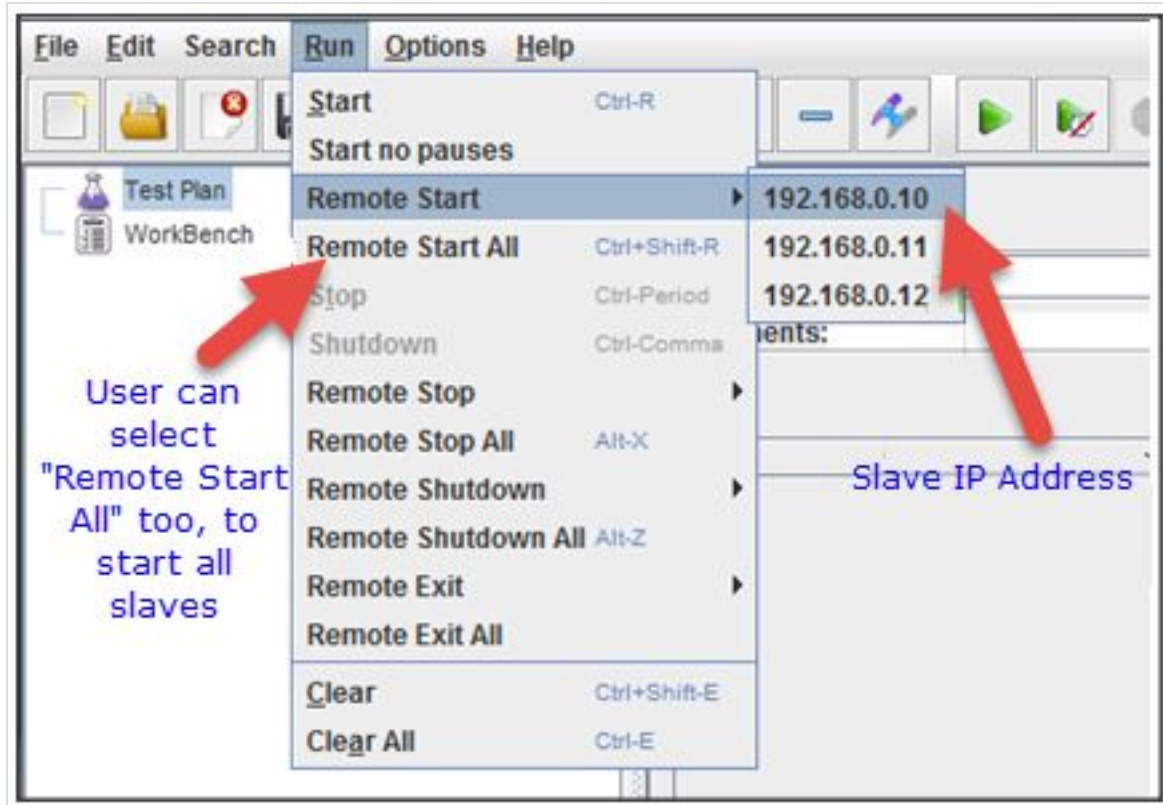 File Edit Search Run Options Help
Start Ctrl-R
Start no pauses
Test Plan
Remote Start 192.168.0.10
WorkBench
Remote Start All Ctrl+Shift-R 192.168.0.11
Stop Ctrl-Period 192.168.0.12
Shutdown Ctrl-Comma
ents:
Remote Stop
Remote Stop All Alt-X
Remote Shutdown
Remote Shutdown All Alt-Z
Remote Exit
Remote Exit All
Clear Ctrl+Shift-E
Clear All Ctrl-E
User can
select
"Remote Start
All" too, to
start all
slaves
Slave IP Address